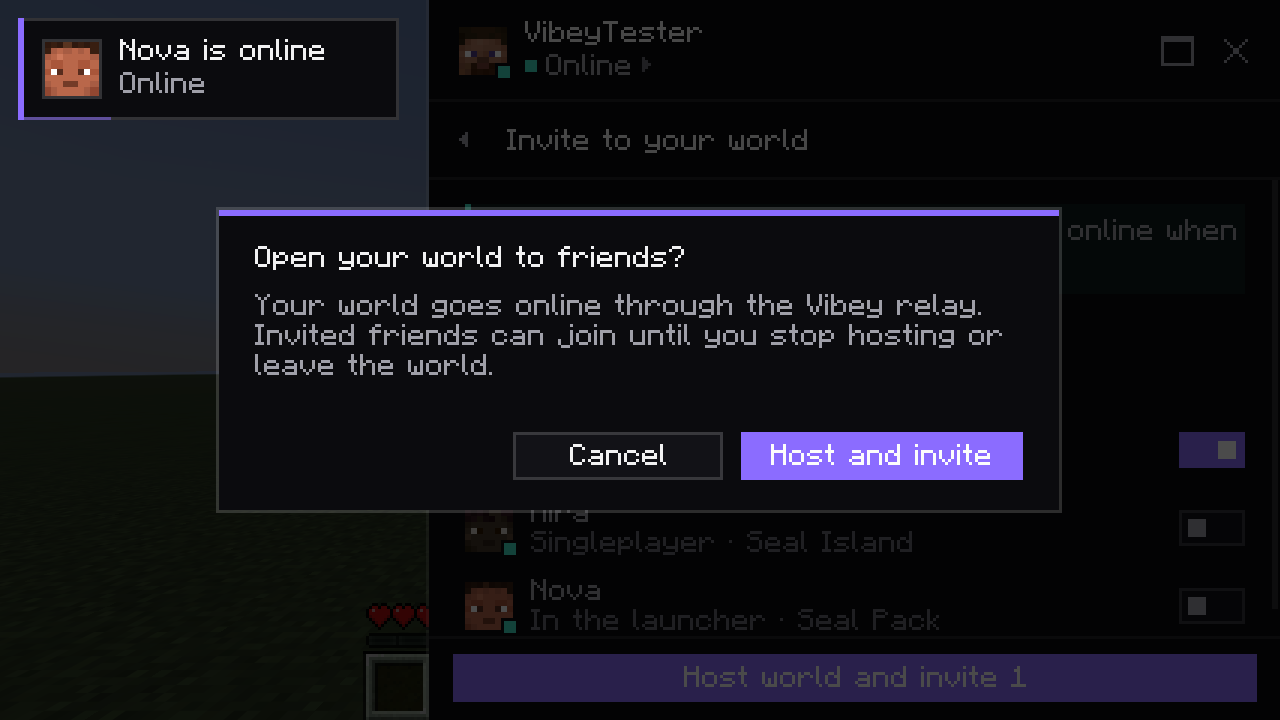 Nova is online
Online
VibeyTester
Online
Invite to your world
online when
Open your world to friends?
Your world goes online through the Vibey relay.
Invited friends can join until you stop hosting or
leave the world.
Cancel
Host and invite
Singleplayer · Seal Island
Nova
In the launcher · Seal Pack
Host world and invite 1